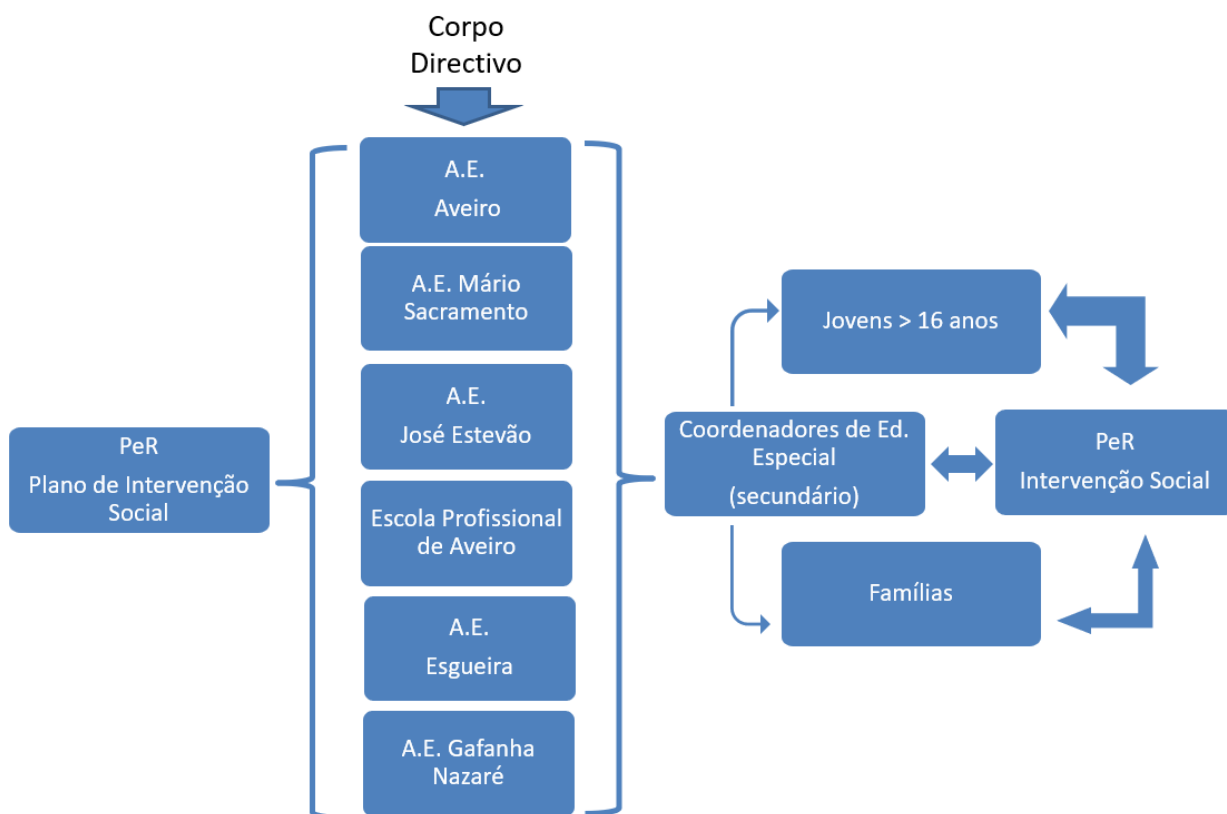 Corpo
Directivo
A.E.
Aveiro
A.E. Mário
Sacramento
A.E.
José Estevão
Escola Profissional
de Aveiro
A.E.
Esgueira
A.E. Gafanha
Nazaré
PeR
Plano de Intervenção
Social
Jovens > 16 anos
Coordenadores de Ed.
Especial
(secundário)
Famílias
PeR
Intervenção Social